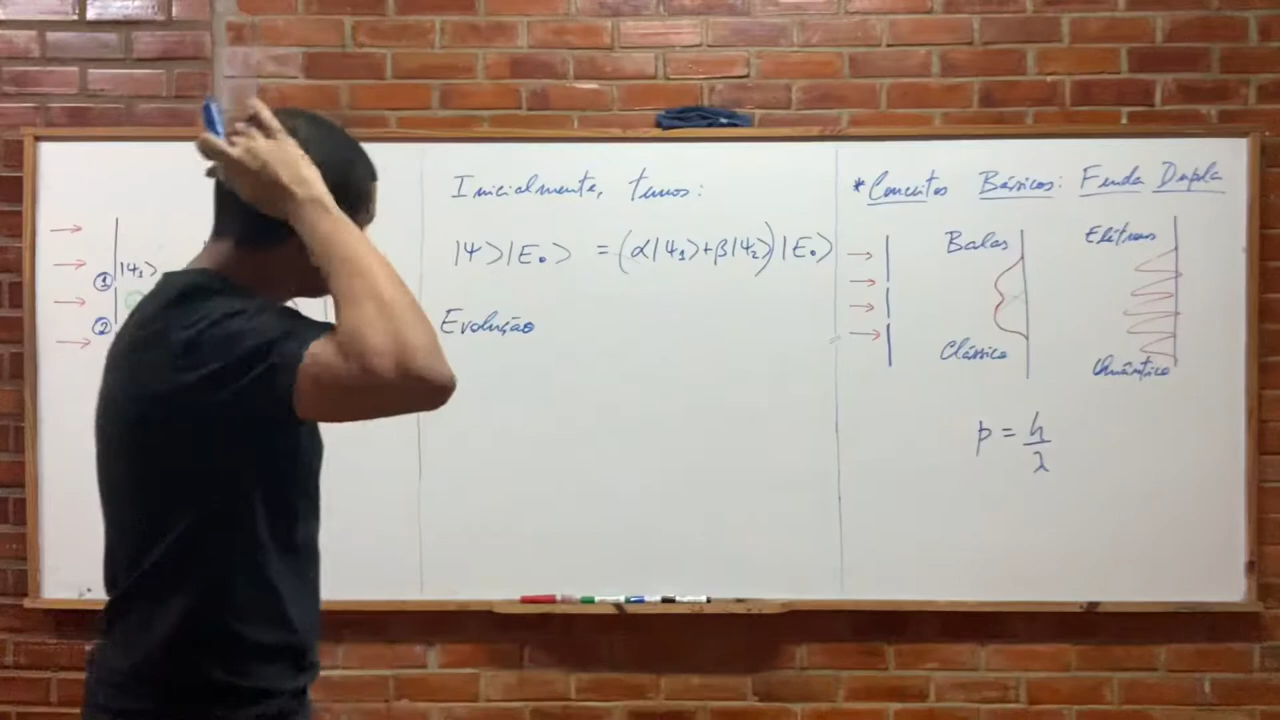 ① |Ψ₁⟩
②
Inicialmente, temos:
|Ψ⟩|E₀⟩ = (α|Ψ₁⟩+β|Ψ₂⟩)|E₀⟩
Evolução
*Conceitos Básicos: Fenda Dupla
Balas
Elétrons
Clássico
Quântico
p = h/λ